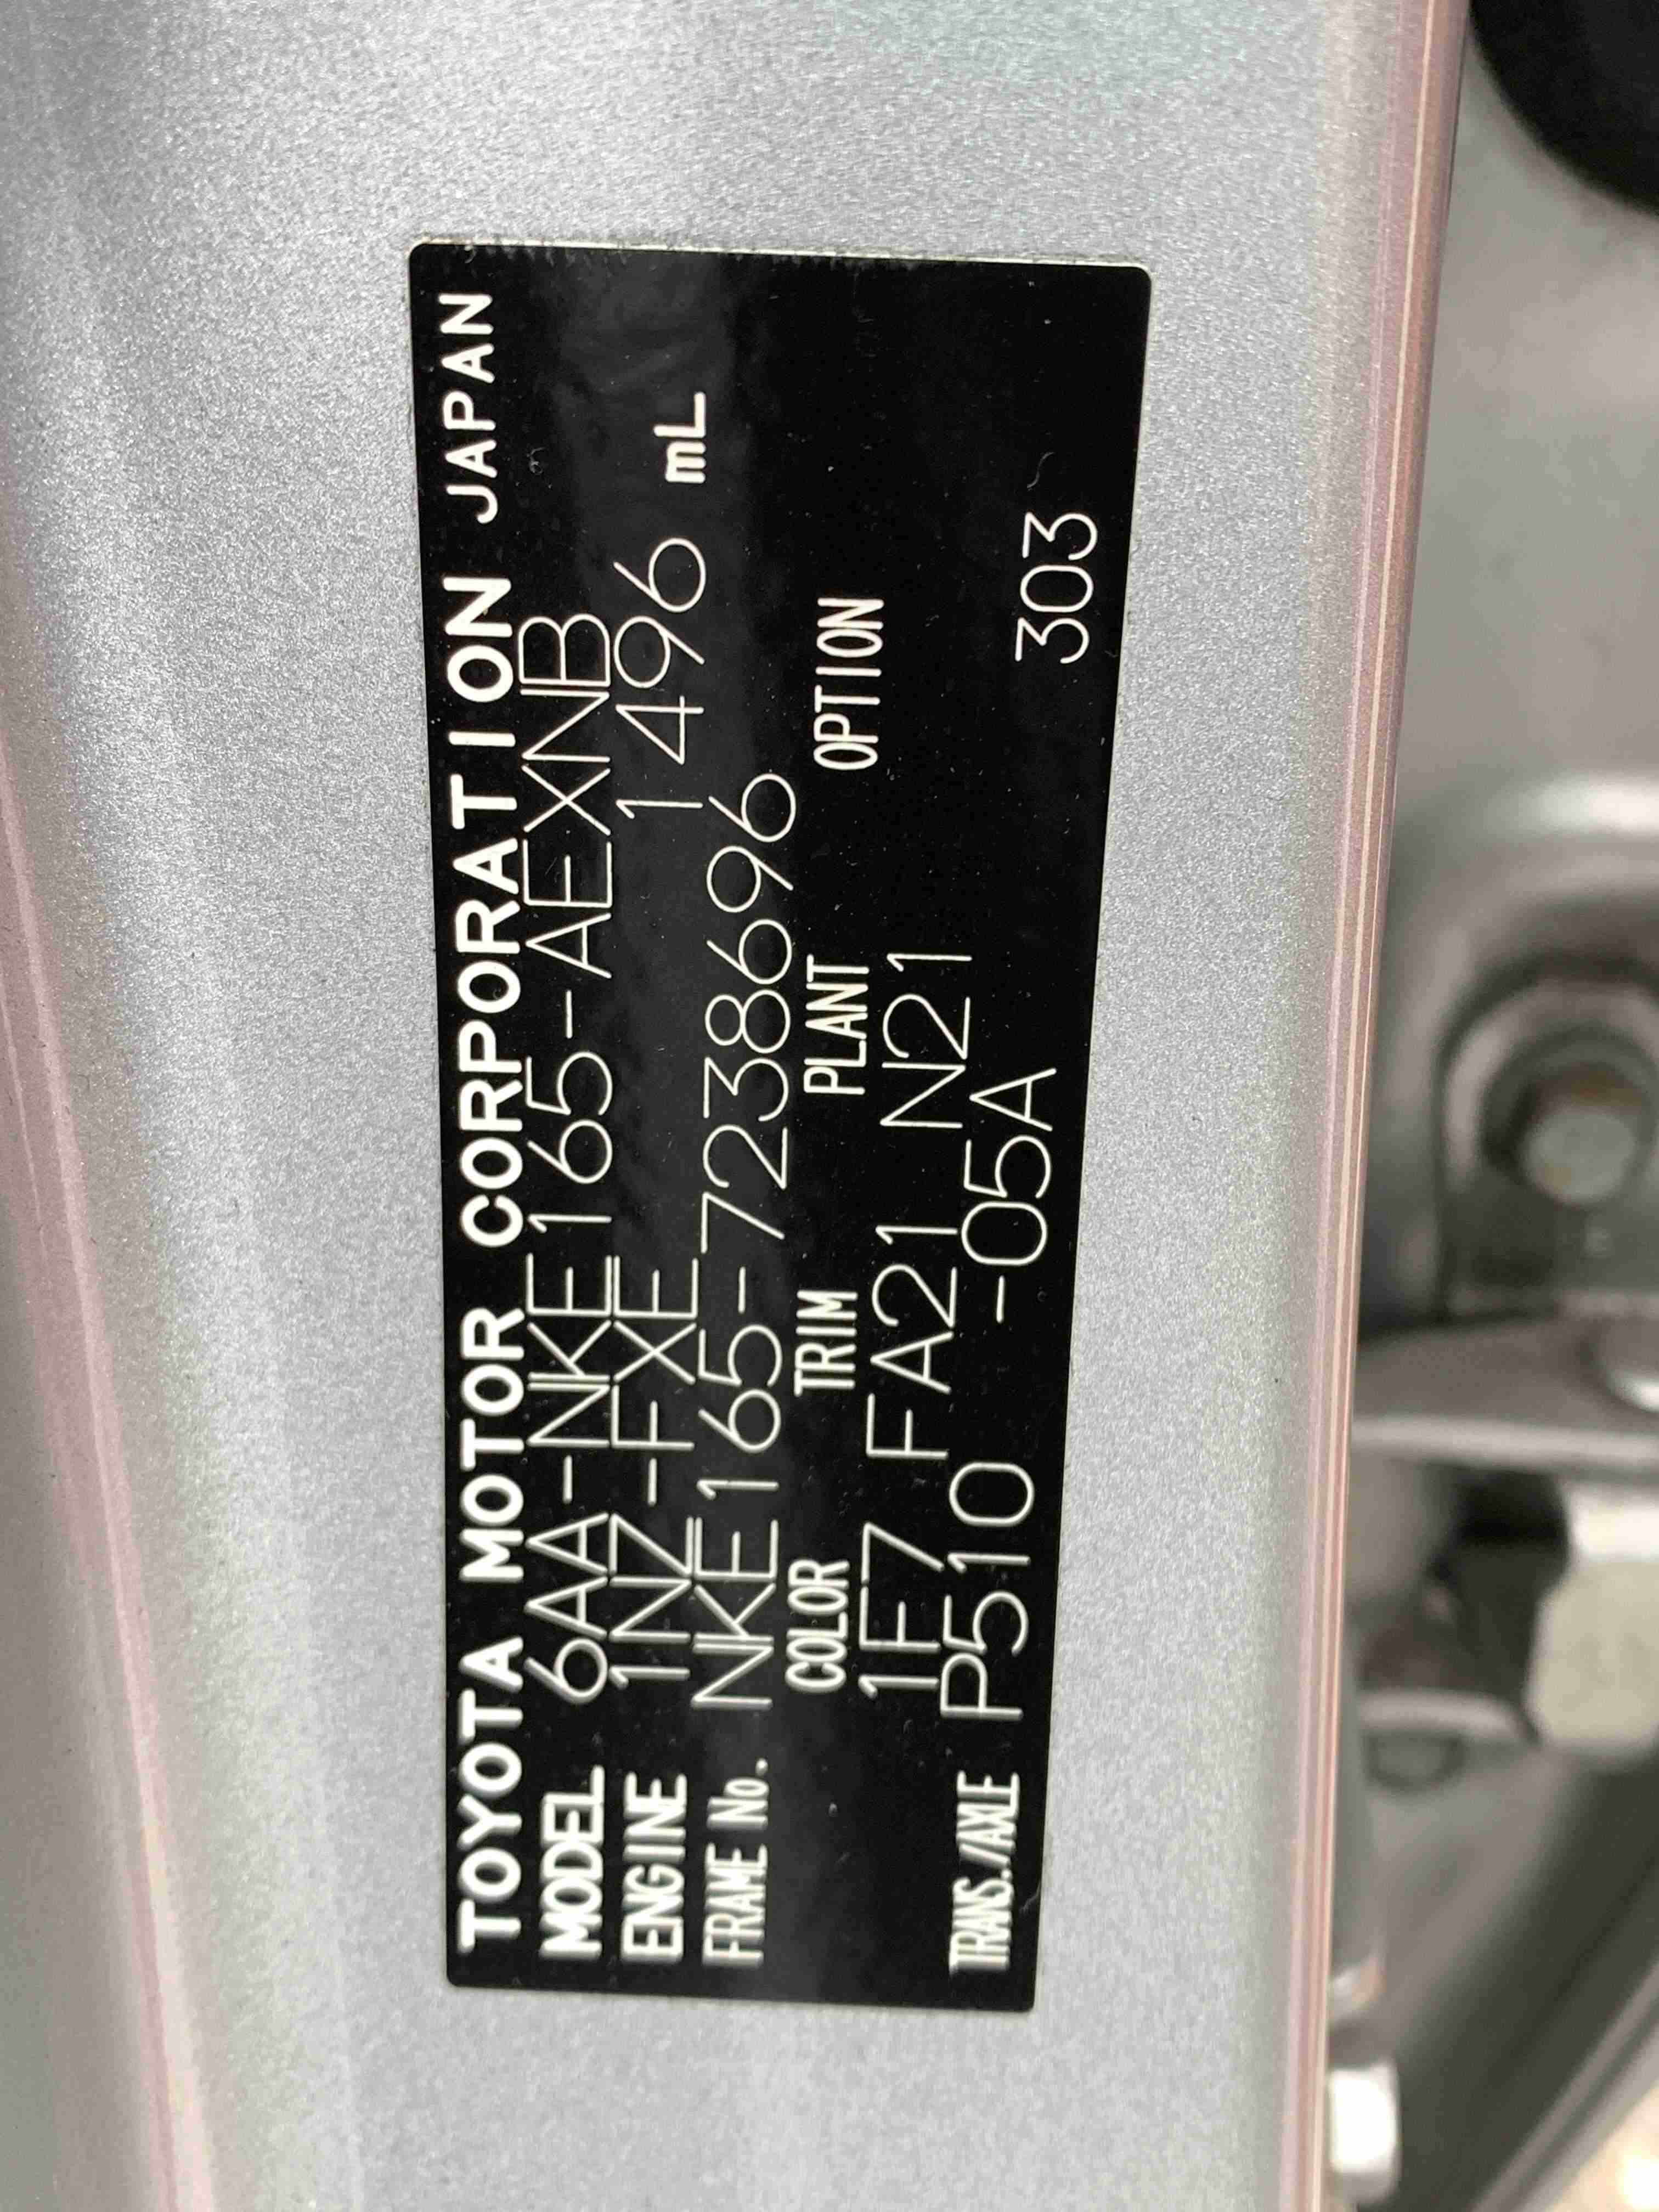 TOYOTA MOTOR CORPORATION JAPAN
MODEL 6AA-NKE165-AEXNB
ENGINE 1NZ-FXE 1496 mL
FRAME No. NKE165-7238696
COLOR TRIM PLANT OPTION
1F7 FA21 N21
TRANS./AXLE P510 -05A 303